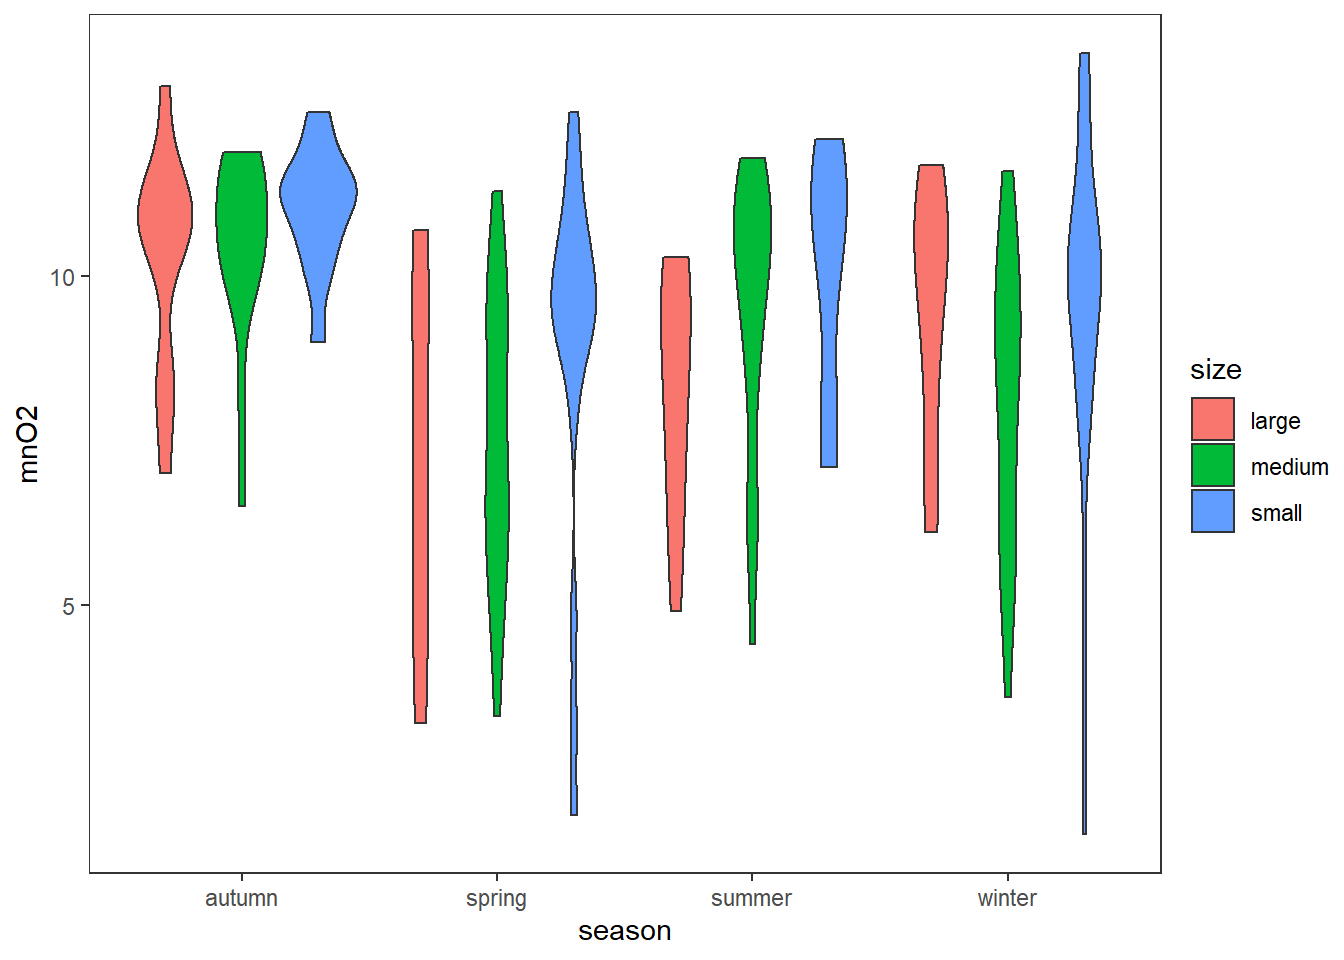 mnO2
10
5
autumn
spring
summer
winter
season
size
large
medium
small